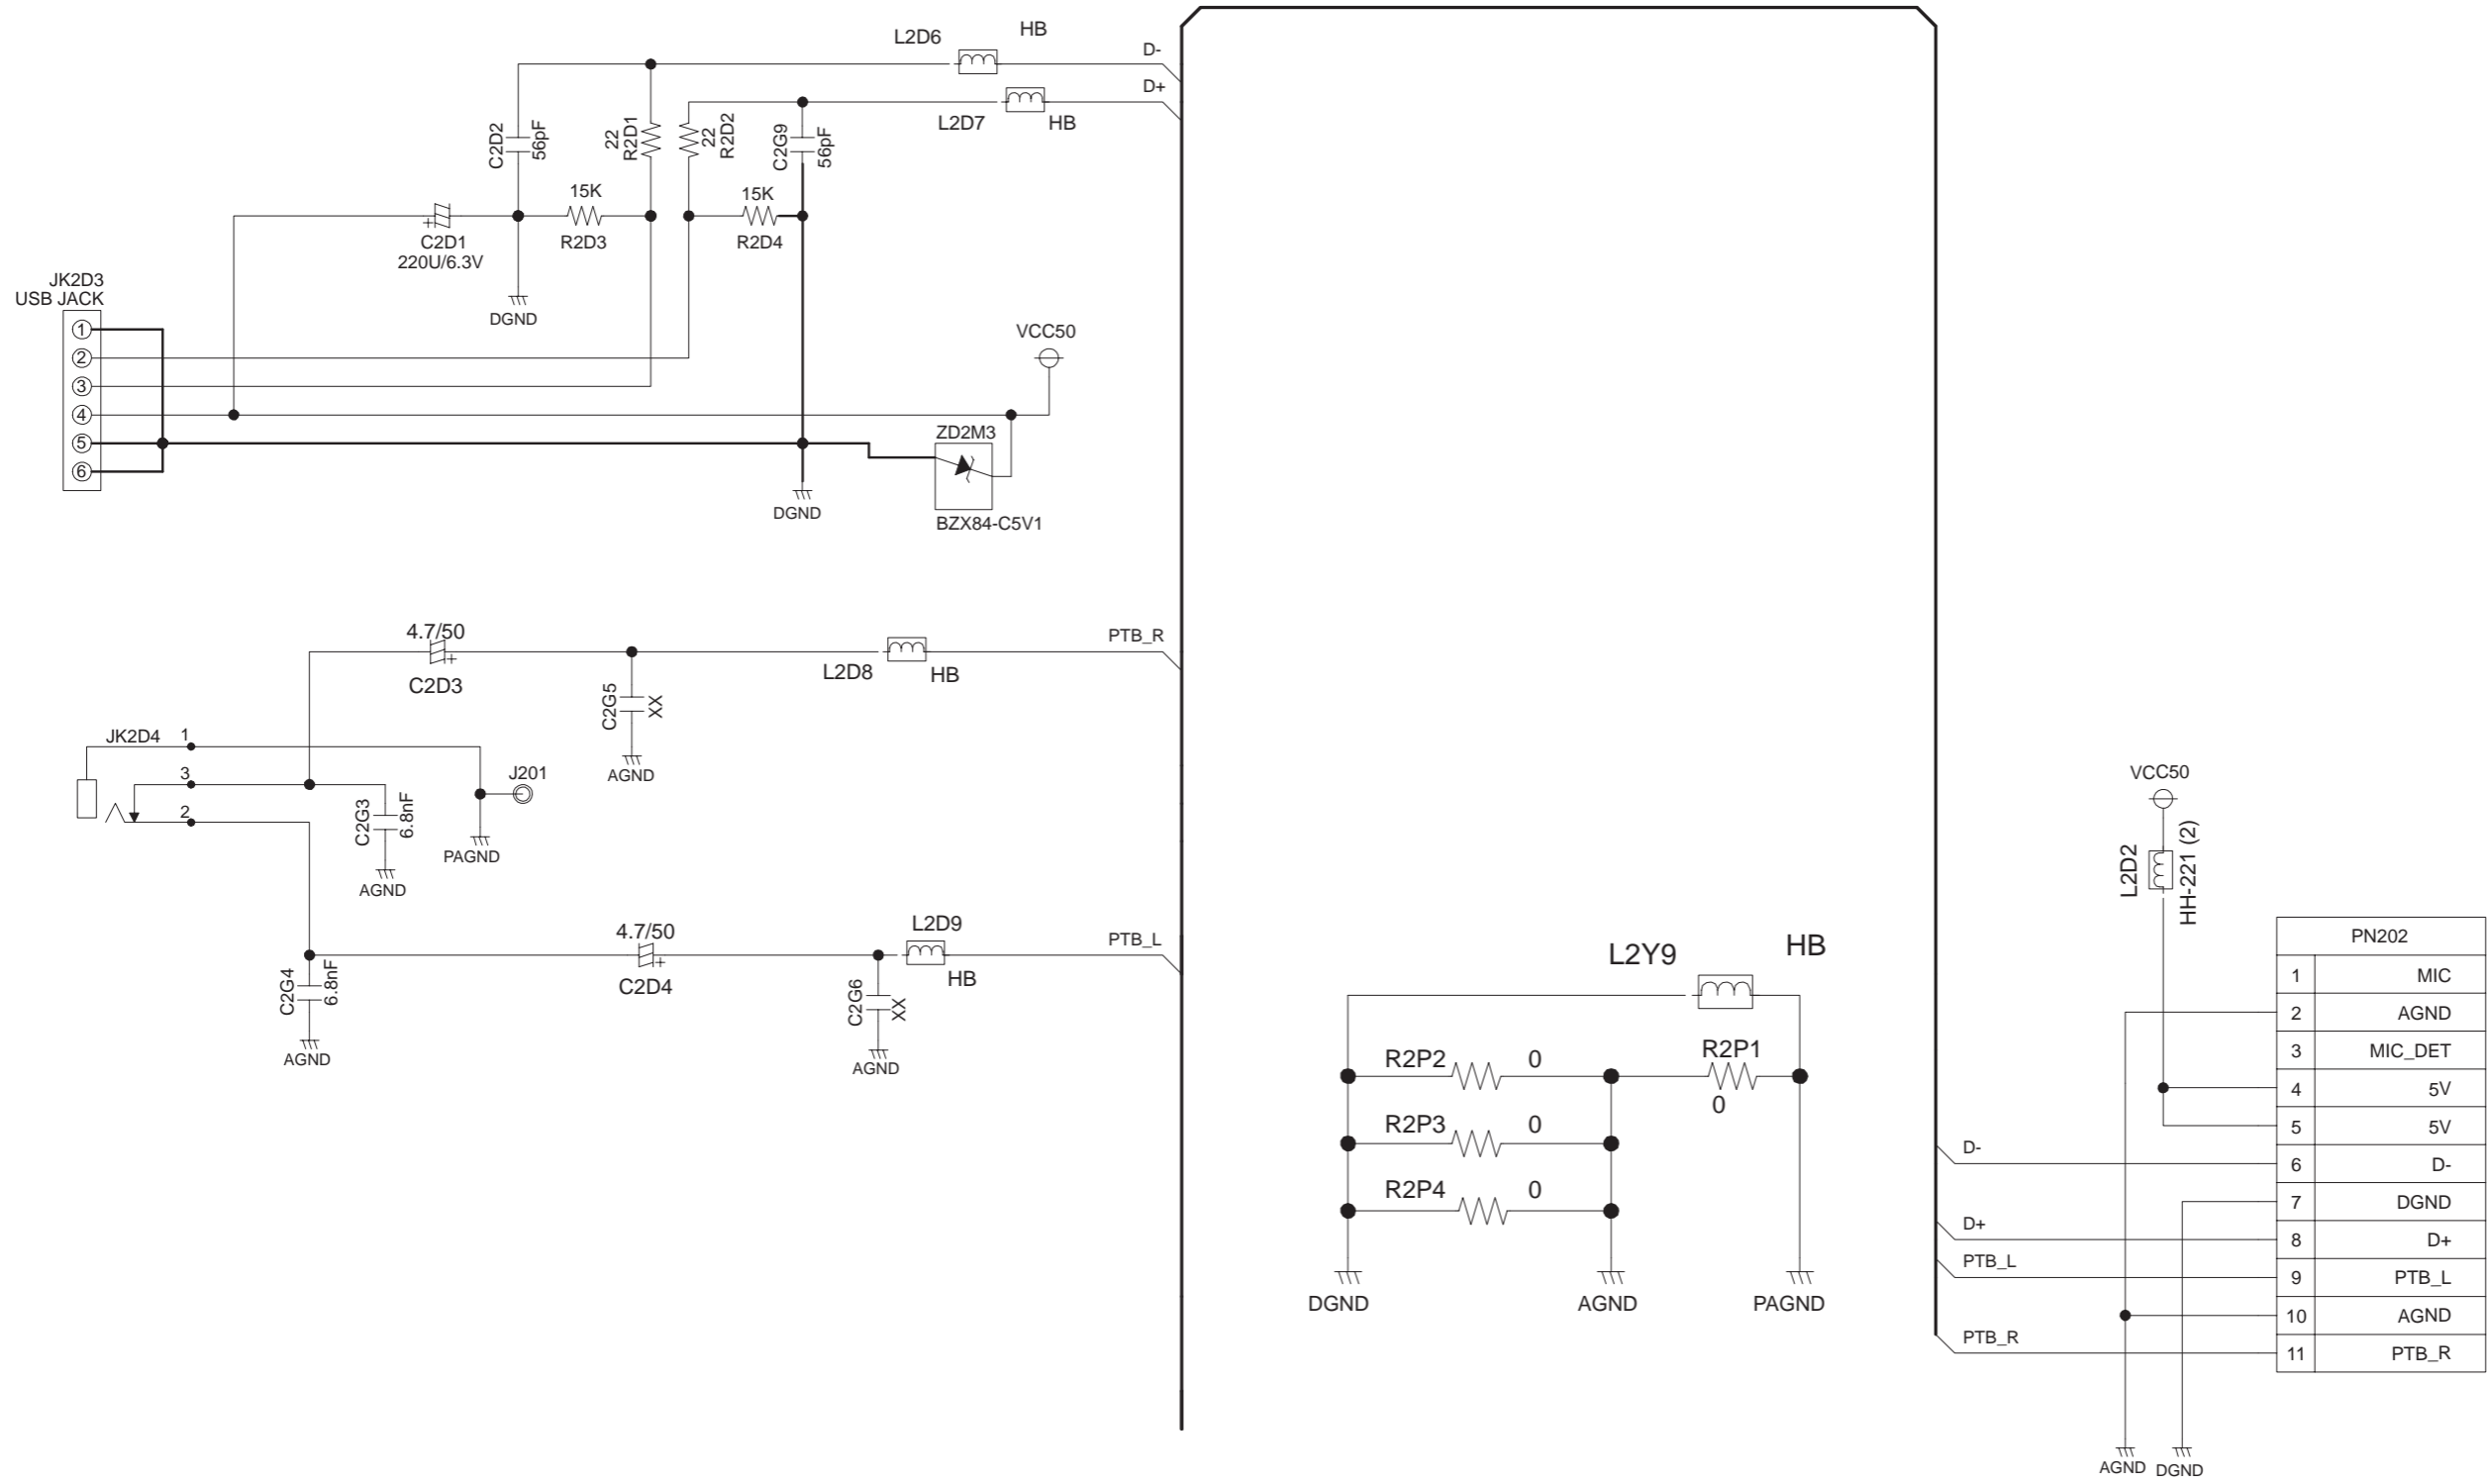 L2D6
HB
D-
D+
L2D7
HB
C2D2
56pF
22
R2D1
22
R2D2
C2G9
56pF
15K
R2D3
15K
R2D4
+
C2D1
220U/6.3V
DGND
JK2D3
USB JACK
1
2
3
4
5
6
VCC50
ZD2M3
BZX84-C5V1
DGND
4.7/50
+
C2D3
PTB_R
L2D8
HB
C2G5
XX
AGND
JK2D4
1
3
2
J201
C2G3
6.8nF
PAGND
AGND
4.7/50
+
C2D4
L2D9
HB
PTB_L
C2G4
6.8nF
AGND
C2G6
XX
AGND
L2Y9
HB
R2P2
0
R2P1
0
R2P3
0
R2P4
0
DGND
AGND
PAGND
VCC50
L2D2
HH-221 (2)
PN202
1 MIC
2 AGND
3 MIC_DET
4 5V
5 5V
6 D-
7 DGND
8 D+
9 PTB_L
10 AGND
11 PTB_R
D-
D+
PTB_L
PTB_R
AGND
DGND